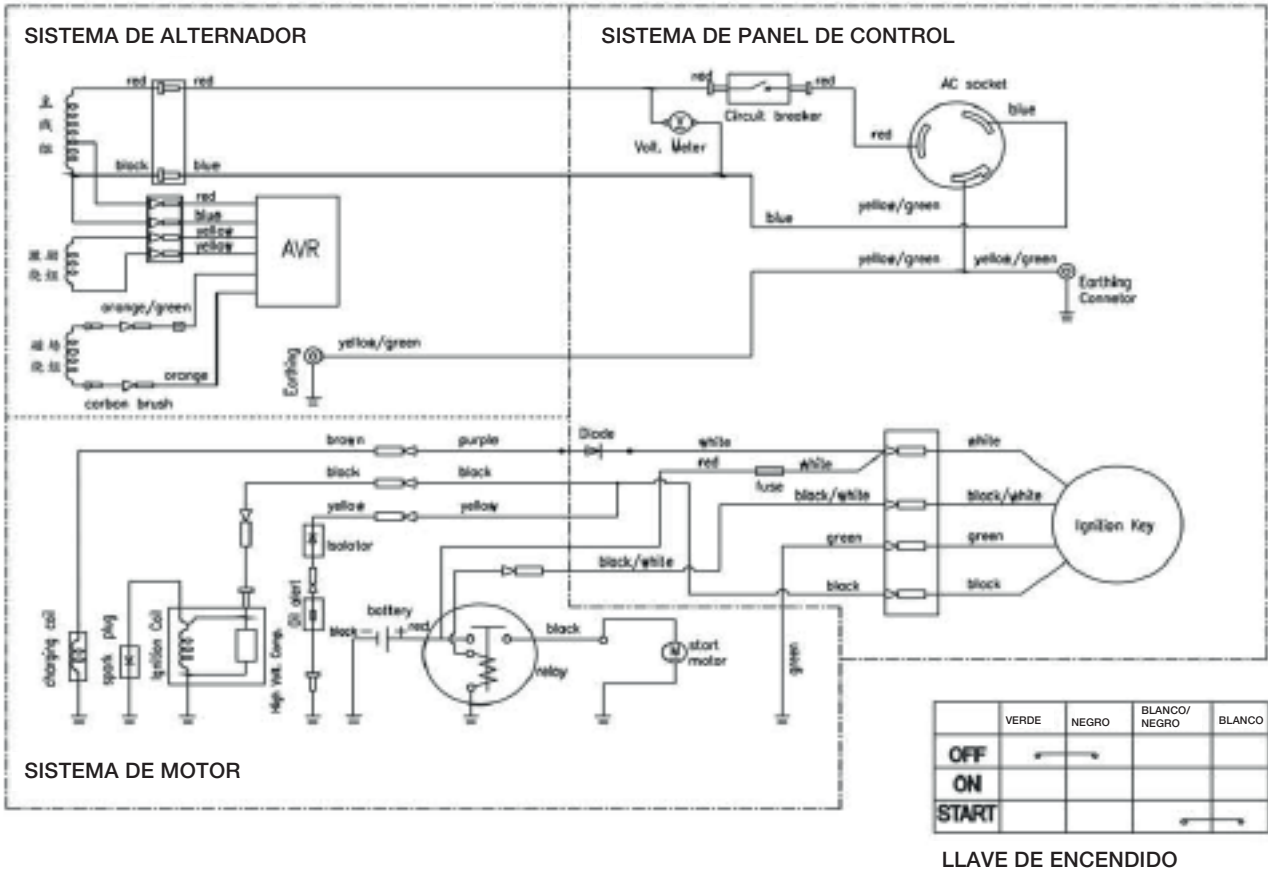 SISTEMA DE ALTERNADOR
SISTEMA DE PANEL DE CONTROL
red
red
red
red
AC socket
blue
Circuit breaker
Volt. Meter
red
black
blue
red
blue
yellow
yellow
AVR
yellow/green
blue
yellow/green
yellow/green
Earthing
Connetor
orange/green
orange
carbon brush
Earthing
yellow/green
brown
purple
Diode
white
white
red
white
fuse
black
black
black/white
black/white
yellow
yellow
Isolator
green
green
Ignition Key
black/white
black
black
charging coil
spark plug
Ignition Coil
High Volt. Comp.
Oil alert
battery
black
red
relay
black
start
motor
green
SISTEMA DE MOTOR
VERDE
NEGRO
BLANCO/
NEGRO
BLANCO
OFF
ON
START
LLAVE DE ENCENDIDO